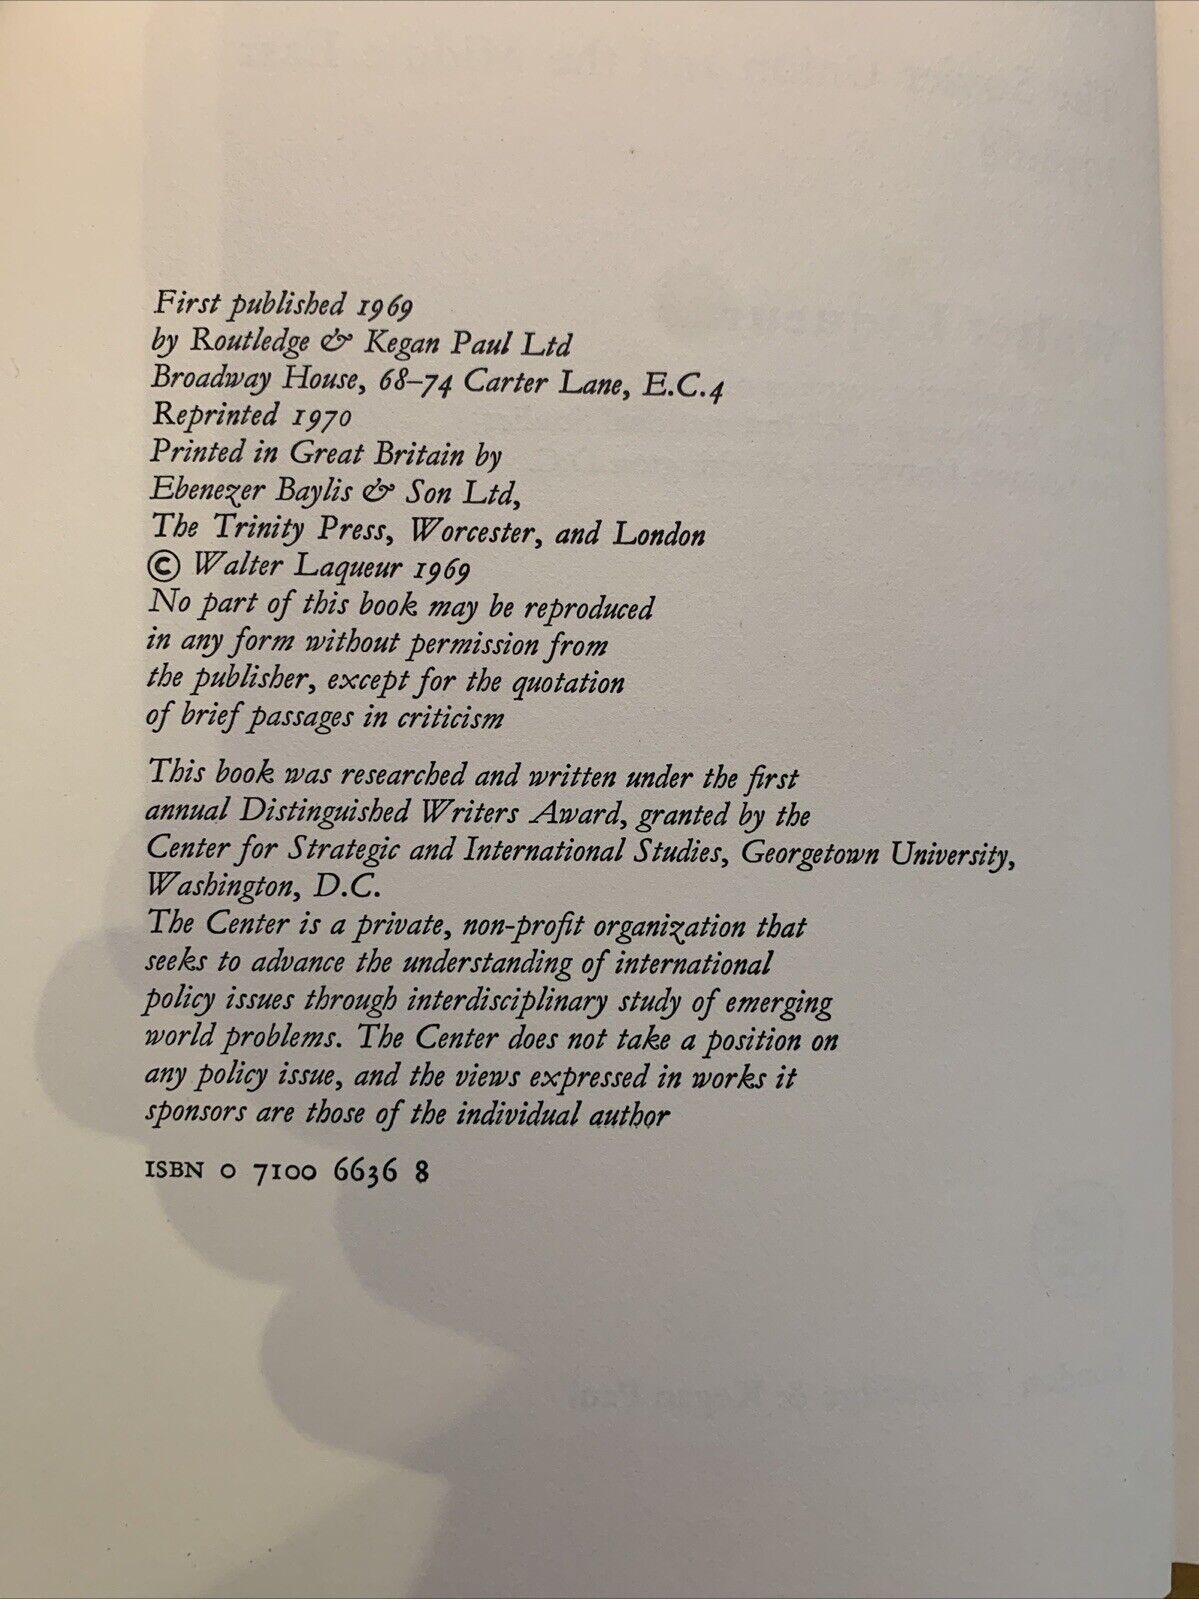 First published 1969
by Routledge & Kegan Paul Ltd
Broadway House, 68–74 Carter Lane, E.C.4
Reprinted 1970
Printed in Great Britain by
Ebenezer Baylis & Son Ltd,
The Trinity Press, Worcester, and London
© Walter Laqueur 1969
No part of this book may be reproduced
in any form without permission from
the publisher, except for the quotation
of brief passages in criticism
This book was researched and written under the first
annual Distinguished Writers Award, granted by the
Center for Strategic and International Studies, Georgetown University,
Washington, D.C.
The Center is a private, non-profit organization that
seeks to advance the understanding of international
policy issues through interdisciplinary study of emerging
world problems. The Center does not take a position on
any policy issue, and the views expressed in works it
sponsors are those of the individual author
ISBN 0 7100 6636 8